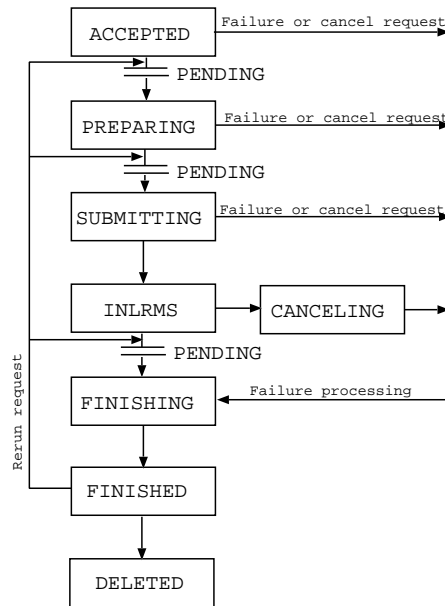 ACCEPTED
Failure or cancel request
PENDING
PREPARING
Failure or cancel request
PENDING
SUBMITTING
Failure or cancel request
INLRMS
CANCELING
PENDING
Rerun request
FINISHING
Failure processing
FINISHED
DELETED